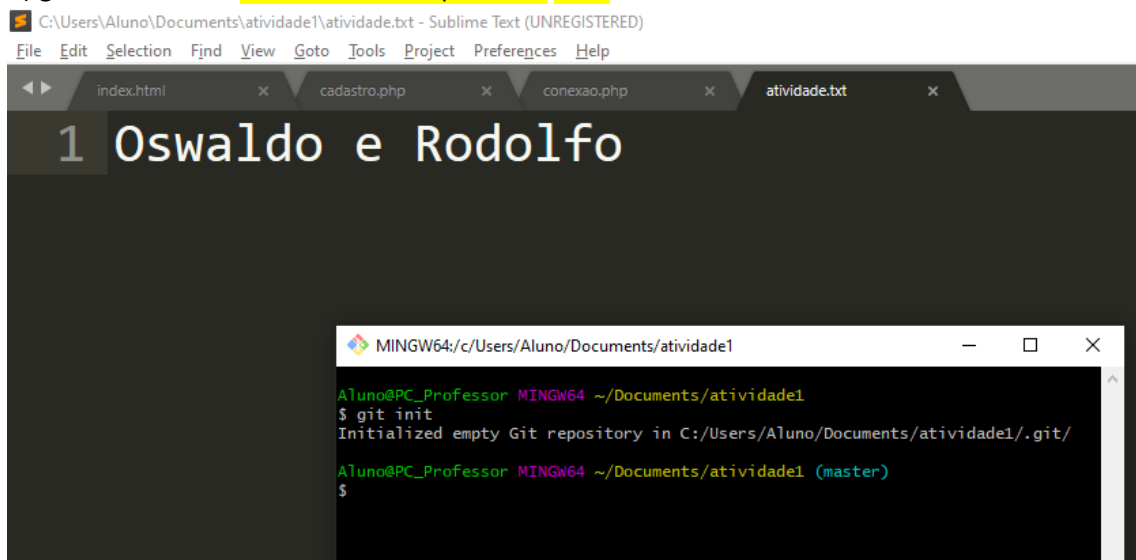 C:\Users\Aluno\Documents\atividade1\atividade.txt - Sublime Text (UNREGISTERED)
File Edit Selection Find View Goto Tools Project Preferences Help
index.html × cadastro.php × conexao.php × atividade.txt ×
1 Oswaldo e Rodolfo
MINGW64:/c/Users/Aluno/Documents/atividade1
Aluno@PC_Professor MINGW64 ~/Documents/atividade1
$ git init
Initialized empty Git repository in C:/Users/Aluno/Documents/atividade1/.git/
Aluno@PC_Professor MINGW64 ~/Documents/atividade1 (master)
$